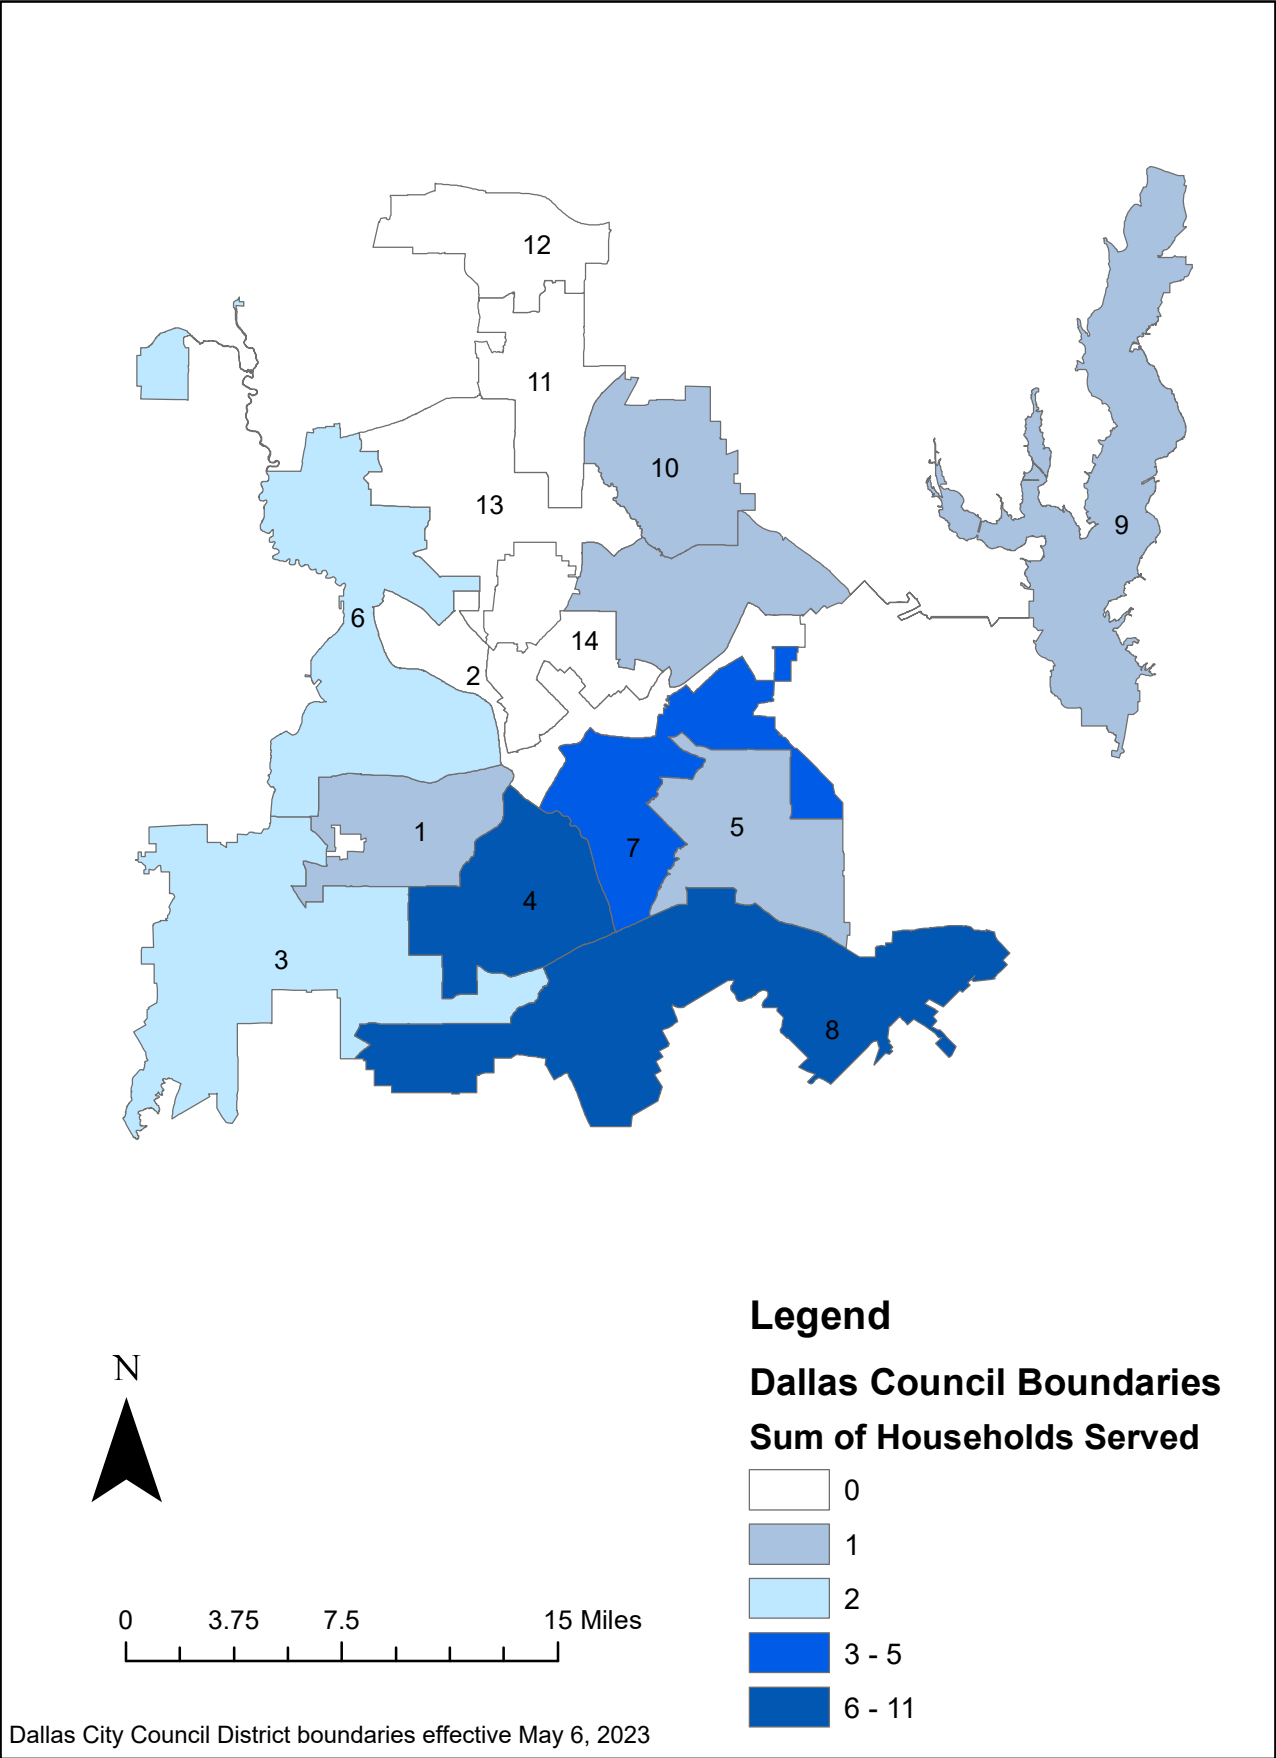 12
11
10
13
9
6
14
2
5
1
7
4
3
8
Legend
Dallas Council Boundaries
Sum of Households Served
0
1
2
3 - 5
6 - 11
N
0 3.75 7.5 15 Miles
Dallas City Council District boundaries effective May 6, 2023